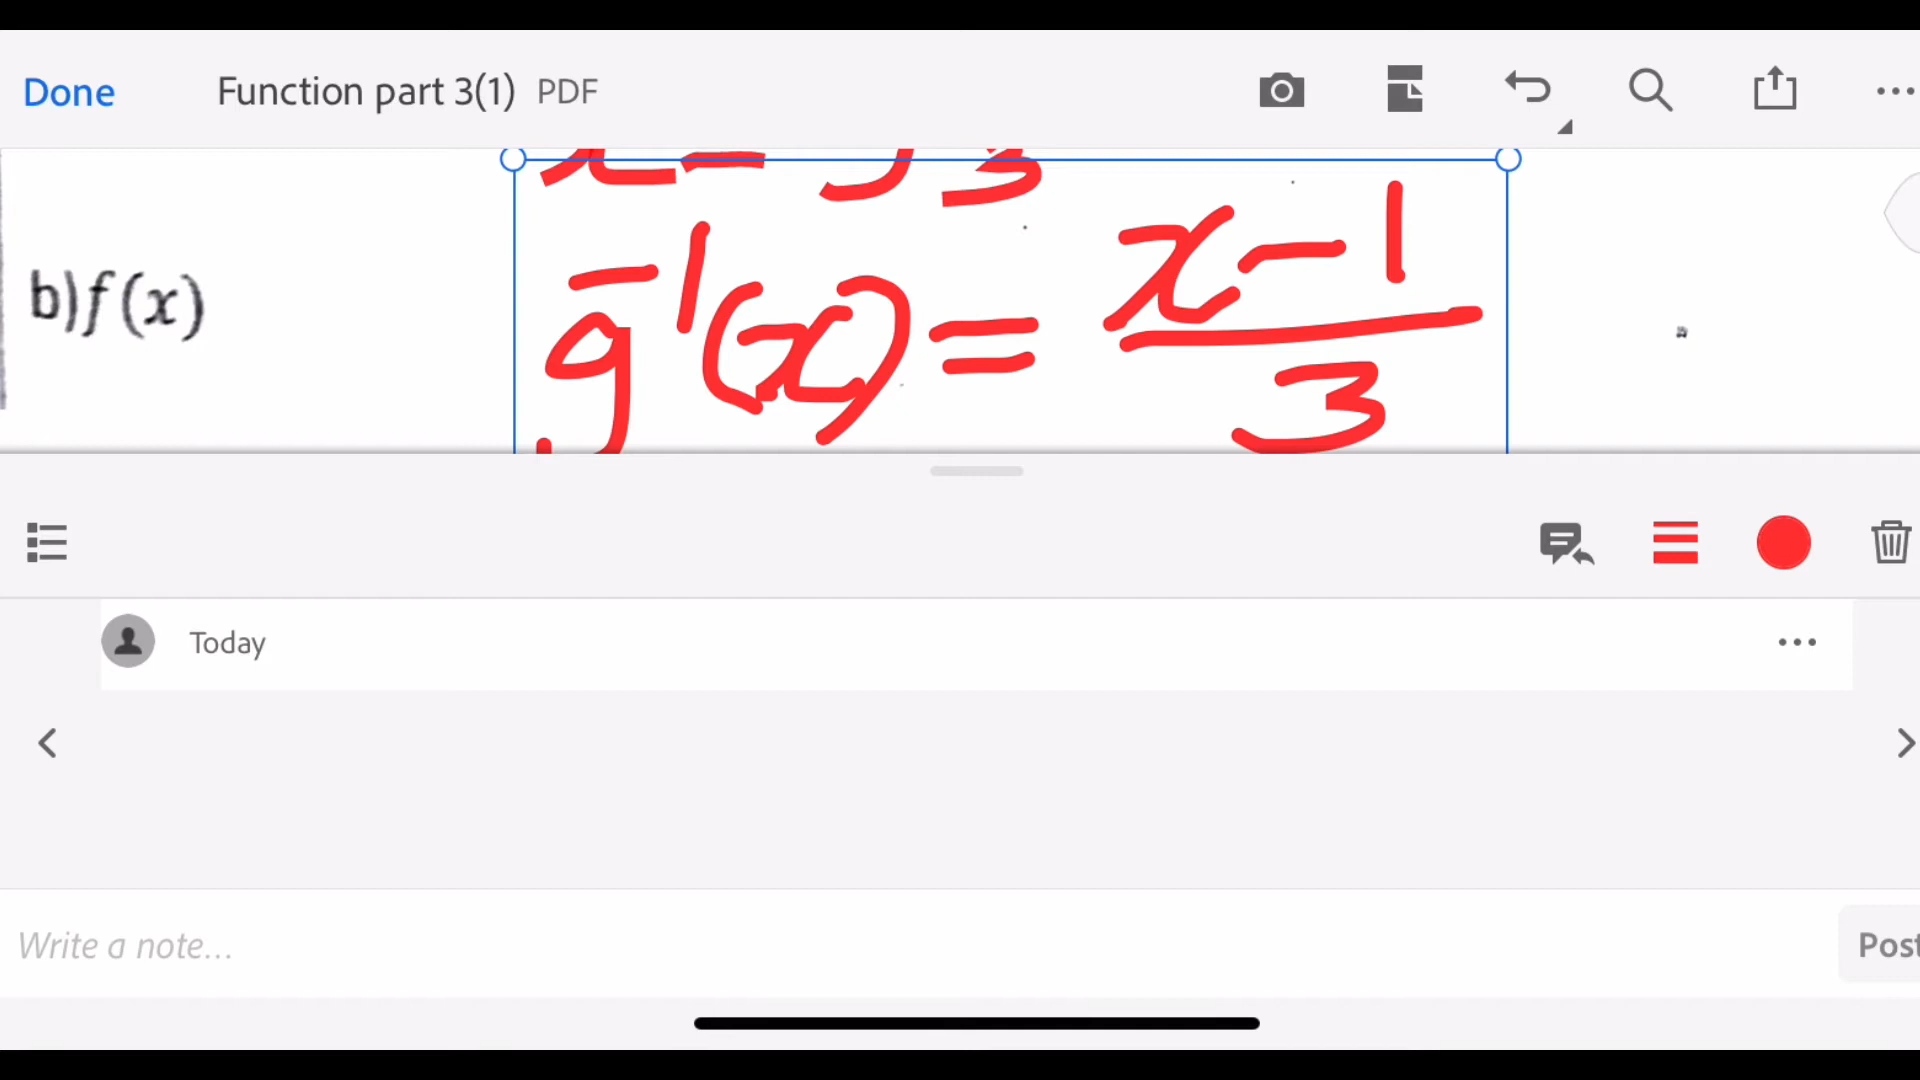 Done Function part 3(1) PDF
b)f(x)
g⁻¹(x) = x-1
3
Today
Write a note...
Post